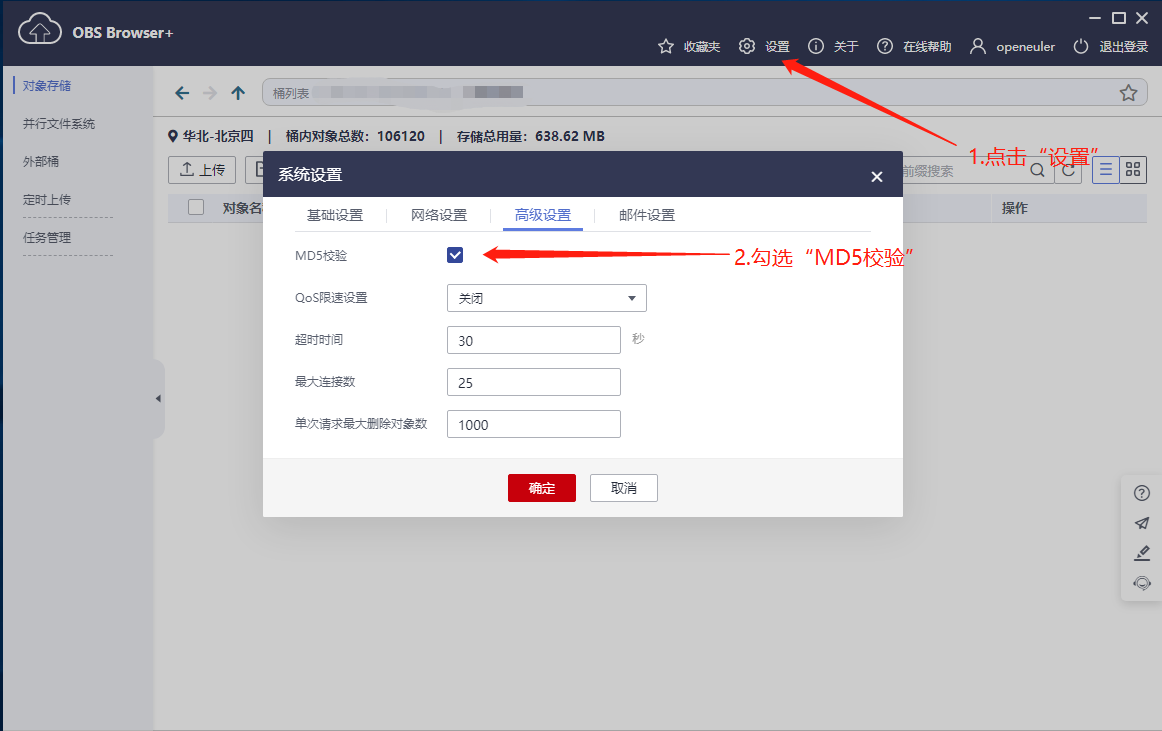 OBS Browser+
收藏夹 设置 关于 在线帮助 openeuler 退出登录
对象存储
并行文件系统
外部桶
定时上传
任务管理
桶列表
华北-北京四 | 桶内对象总数：106120 | 存储总用量：638.62 MB
1.点击“设置”
上传 前缀搜索
对象名 操作
系统设置
基础设置 网络设置 高级设置 邮件设置
MD5校验
2.勾选“MD5校验”
QoS限速设置 关闭
超时时间 30 秒
最大连接数 25
单次请求最大删除对象数 1000
确定 取消